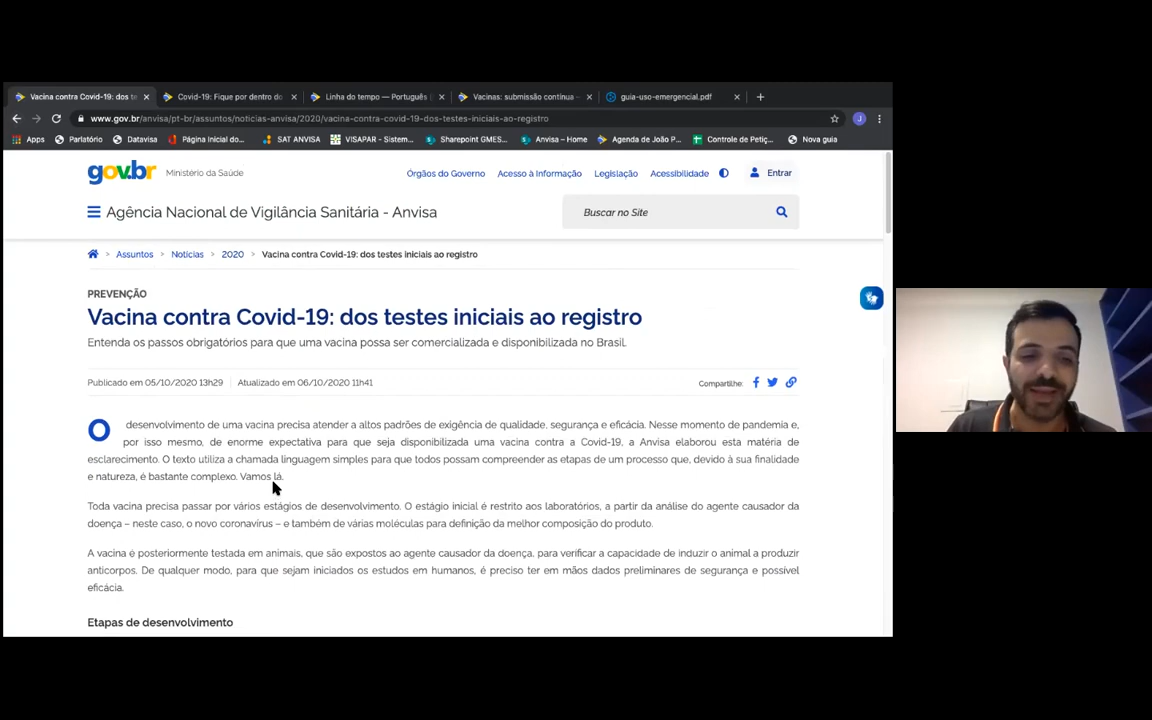 Vacina contra Covid-19: dos te
Covid-19: Fique por dentro do
Linha do tempo — Português
Vacinas: submissão contínua –
guia-uso-emergencial.pdf
www.gov.br/anvisa/pt-br/assuntos/noticias-anvisa/2020/vacina-contra-covid-19-dos-testes-iniciais-ao-registro
J
Apps Parlatório Datavisa Página Inicial do... SAT ANVISA VISAPAR - Sistem... Sharepoint GMES... Anvisa – Home Agenda de João P... Controle de Petiç... Nova guia
gov.br Ministério da Saúde Órgãos do Governo Acesso à Informação Legislação Acessibilidade Entrar
Agência Nacional de Vigilância Sanitária - Anvisa Buscar no Site
> Assuntos > Notícias > 2020 > Vacina contra Covid-19: dos testes iniciais ao registro
PREVENÇÃO
Vacina contra Covid-19: dos testes iniciais ao registro
Entenda os passos obrigatórios para que uma vacina possa ser comercializada e disponibilizada no Brasil.
Publicado em 05/10/2020 13h29 Atualizado em 06/10/2020 11h41 Compartilhe:
O desenvolvimento de uma vacina precisa atender a altos padrões de exigência de qualidade, segurança e eficácia. Nesse momento de pandemia e,
por isso mesmo, de enorme expectativa para que seja disponibilizada uma vacina contra a Covid-19, a Anvisa elaborou esta matéria de
esclarecimento. O texto utiliza a chamada linguagem simples para que todos possam compreender as etapas de um processo que, devido à sua finalidade
e natureza, é bastante complexo. Vamos lá.
Toda vacina precisa passar por vários estágios de desenvolvimento. O estágio inicial é restrito aos laboratórios, a partir da análise do agente causador da
doença – neste caso, o novo coronavírus – e também de várias moléculas para definição da melhor composição do produto.
A vacina é posteriormente testada em animais, que são expostos ao agente causador da doença, para verificar a capacidade de induzir o animal a produzir
anticorpos. De qualquer modo, para que sejam iniciados os estudos em humanos, é preciso ter em mãos dados preliminares de segurança e possível
eficácia.
Etapas de desenvolvimento